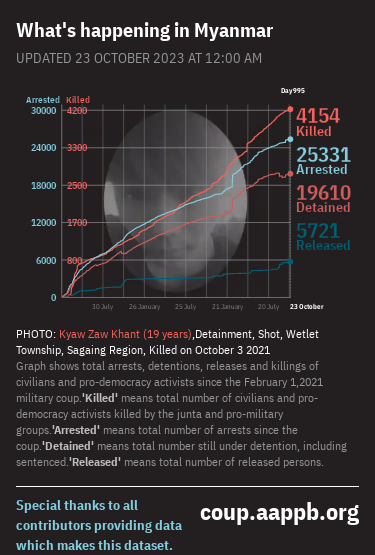 What's happening in Myanmar
UPDATED 23 OCTOBER 2023 AT 12:00 AM
Day995
Arrested Killed
30000 4200
24000 3300
18000 2500
12000 1700
6000 800
0
4154
Killed
25331
Arrested
19610
Detained
5721
Released
30 July 26 January 25 July 21 January 20 July 23 October
PHOTO: Kyaw Zaw Khant (19 years),Detainment, Shot, Wetlet
Township, Sagaing Region, Killed on October 3 2021
Graph shows total arrests, detentions, releases and killings of
civilians and pro-democracy activists since the February 1,2021
military coup.'Killed' means total number of civilians and pro-
democracy activists killed by the junta and pro-military
groups.'Arrested' means total number of arrests since the
coup.'Detained' means total number still under detention, including
sentenced.'Released' means total number of released persons.
Special thanks to all
contributors providing data
which makes this dataset.
coup.aappb.org